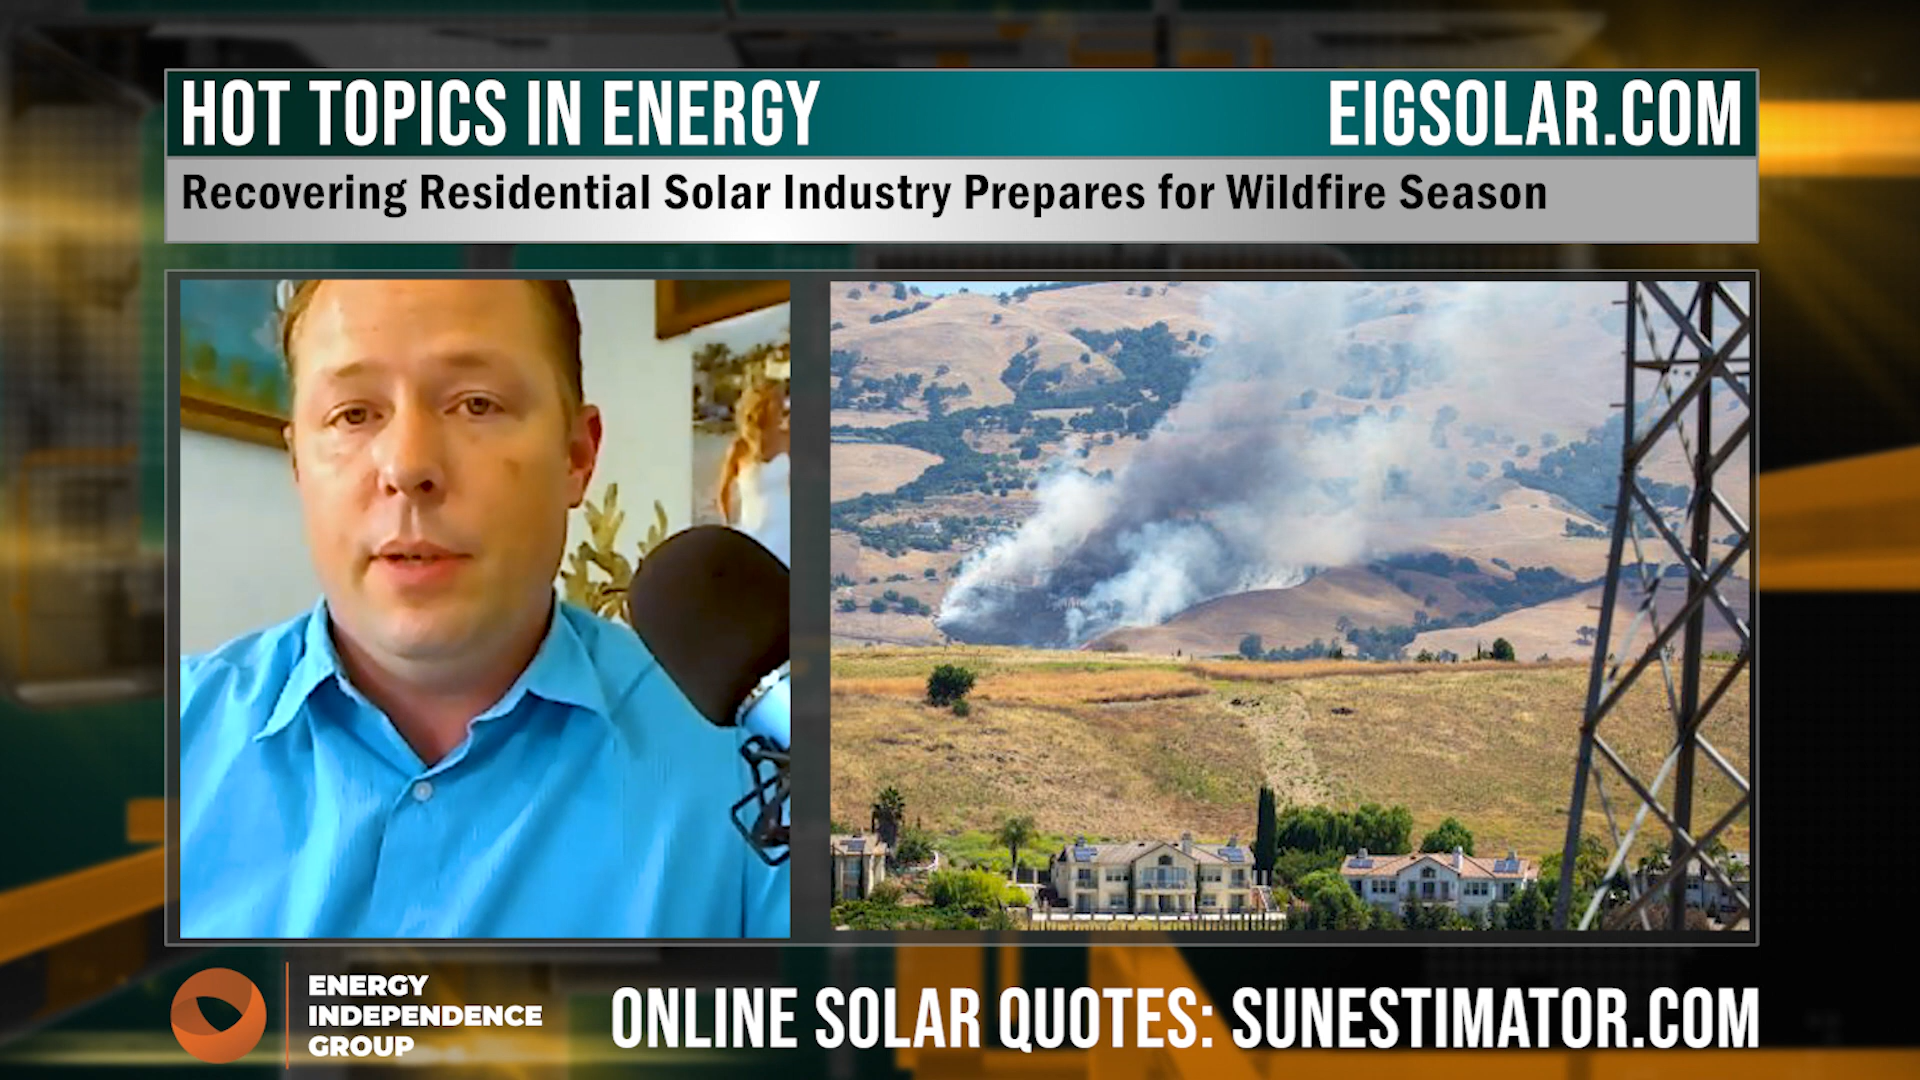 HOT TOPICS IN ENERGY
EIGSOLAR.COM
Recovering Residential Solar Industry Prepares for Wildfire Season
ENERGY
INDEPENDENCE
GROUP
ONLINE SOLAR QUOTES: SUNESTIMATOR.COM